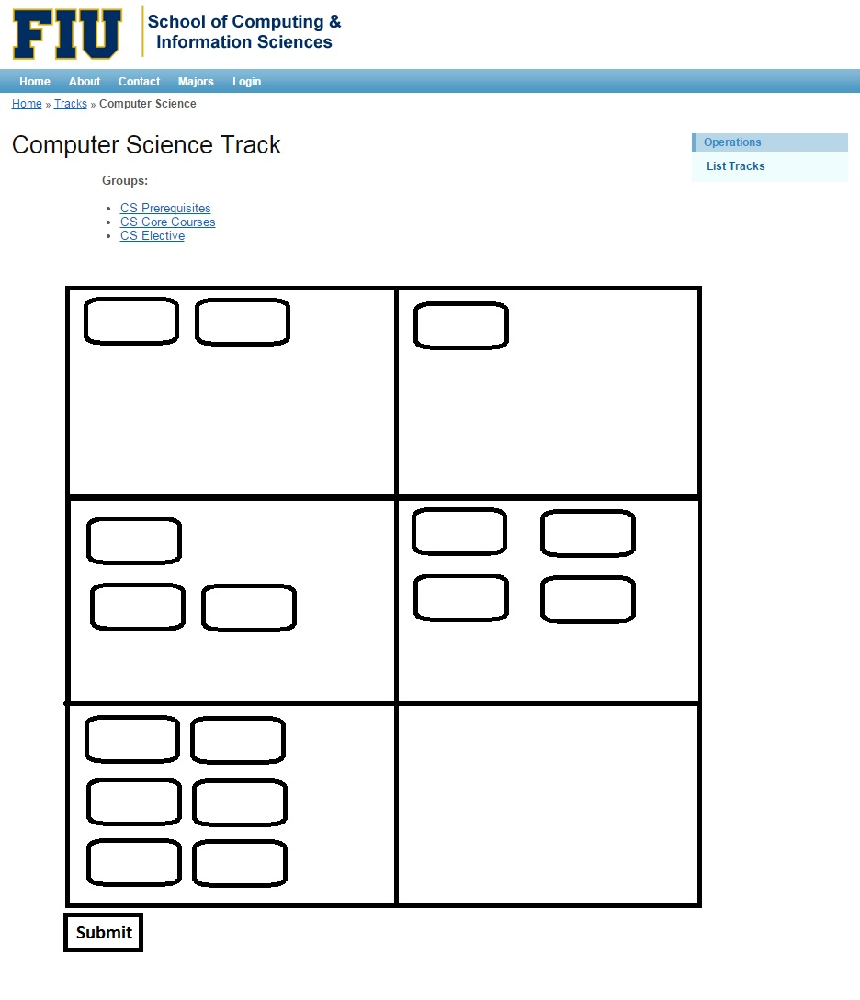 FIU
School of Computing &
Information Sciences
Home About Contact Majors Login
Home » Tracks » Computer Science
Computer Science Track
Operations
List Tracks
Groups:
• CS Prerequisites
• CS Core Courses
• CS Elective
Submit